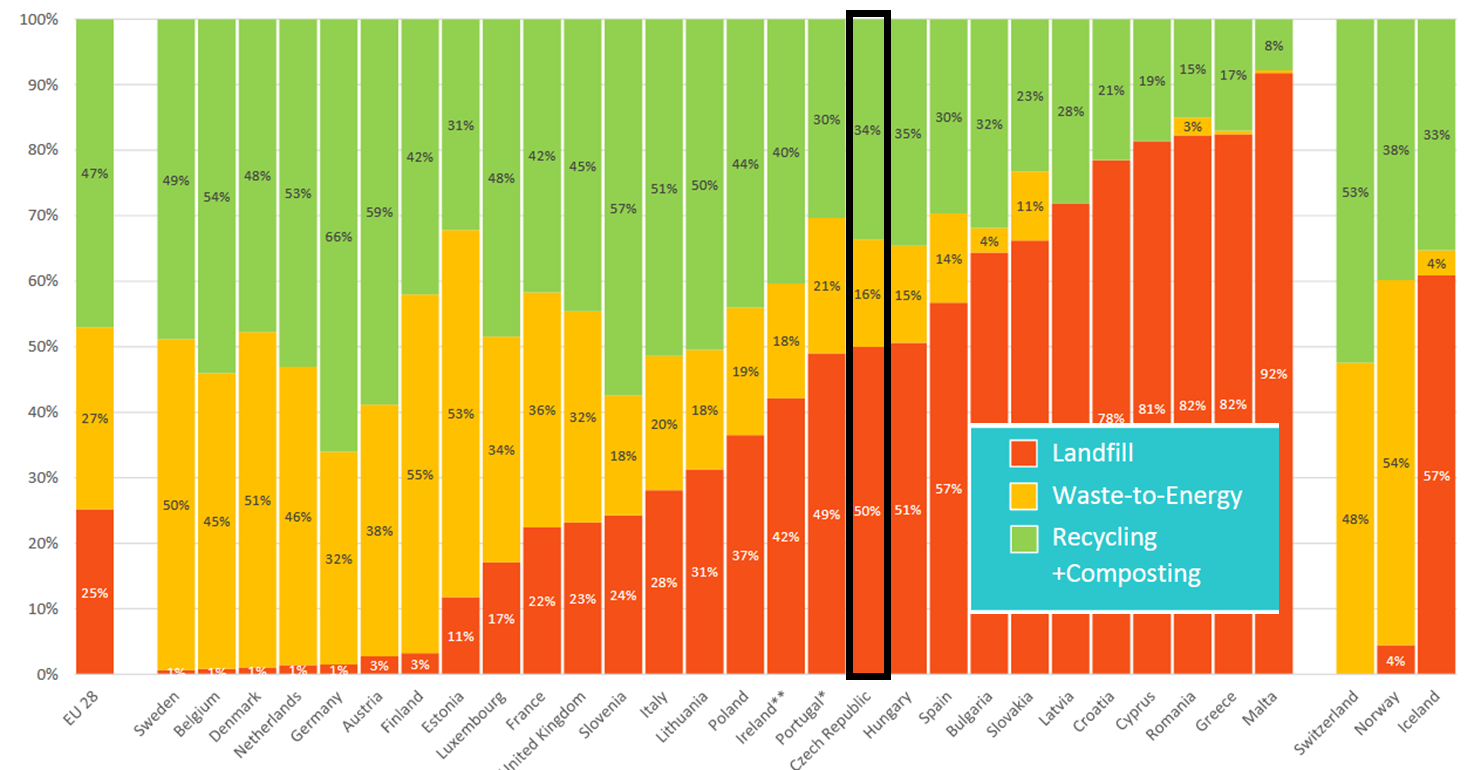 100%
90%
80%
70%
60%
50%
40%
30%
20%
10%
0%
47% 49% 54% 48% 53% 66% 59% 42% 31% 48% 42% 45% 57% 51% 50% 44% 40% 30% 34% 35% 30% 32% 23% 28% 21% 19% 15% 17% 8% 53% 38% 33%
27% 50% 45% 51% 46% 32% 38% 55% 53% 34% 36% 32% 18% 20% 18% 19% 18% 21% 16% 15% 14% 4% 11% 3% 48% 54% 4%
25% 1% 1% 1% 1% 1% 3% 3% 11% 17% 22% 23% 24% 28% 31% 37% 42% 49% 50% 51% 57% 78% 81% 82% 82% 92% 4% 57%
Landfill
Waste-to-Energy
Recycling
+Composting
EU 28
Sweden
Belgium
Denmark
Netherlands
Germany
Austria
Finland
Estonia
Luxembourg
France
United Kingdom
Slovenia
Italy
Lithuania
Poland
Ireland**
Portugal*
Czech Republic
Hungary
Spain
Bulgaria
Slovakia
Latvia
Croatia
Cyprus
Romania
Greece
Malta
Switzerland
Norway
Iceland